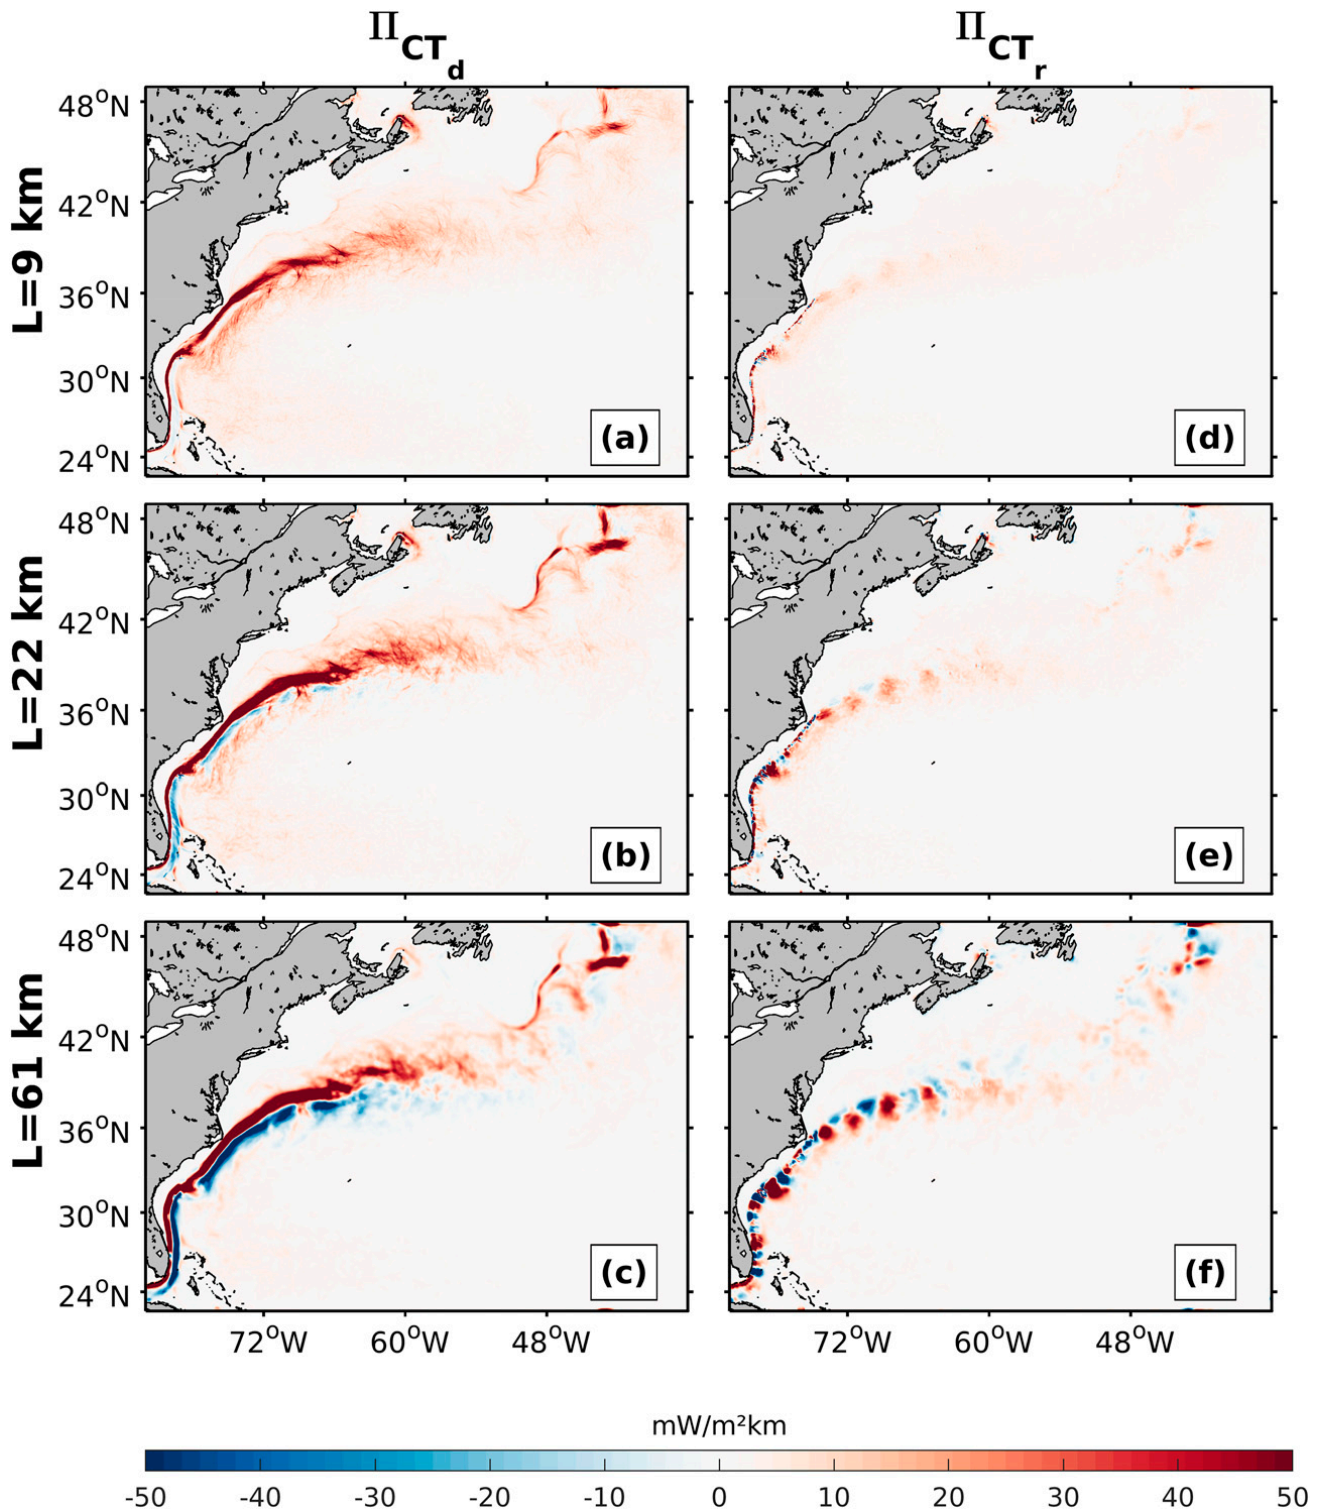 Π_CT_d
Π_CT_r
L=9 km
48°N
42°N
36°N
30°N
24°N
(a)
(d)
L=22 km
48°N
42°N
36°N
30°N
24°N
(b)
(e)
L=61 km
48°N
42°N
36°N
30°N
24°N
(c)
(f)
72°W 60°W 48°W
72°W 60°W 48°W
mW/m²km
-50 -40 -30 -20 -10 0 10 20 30 40 50